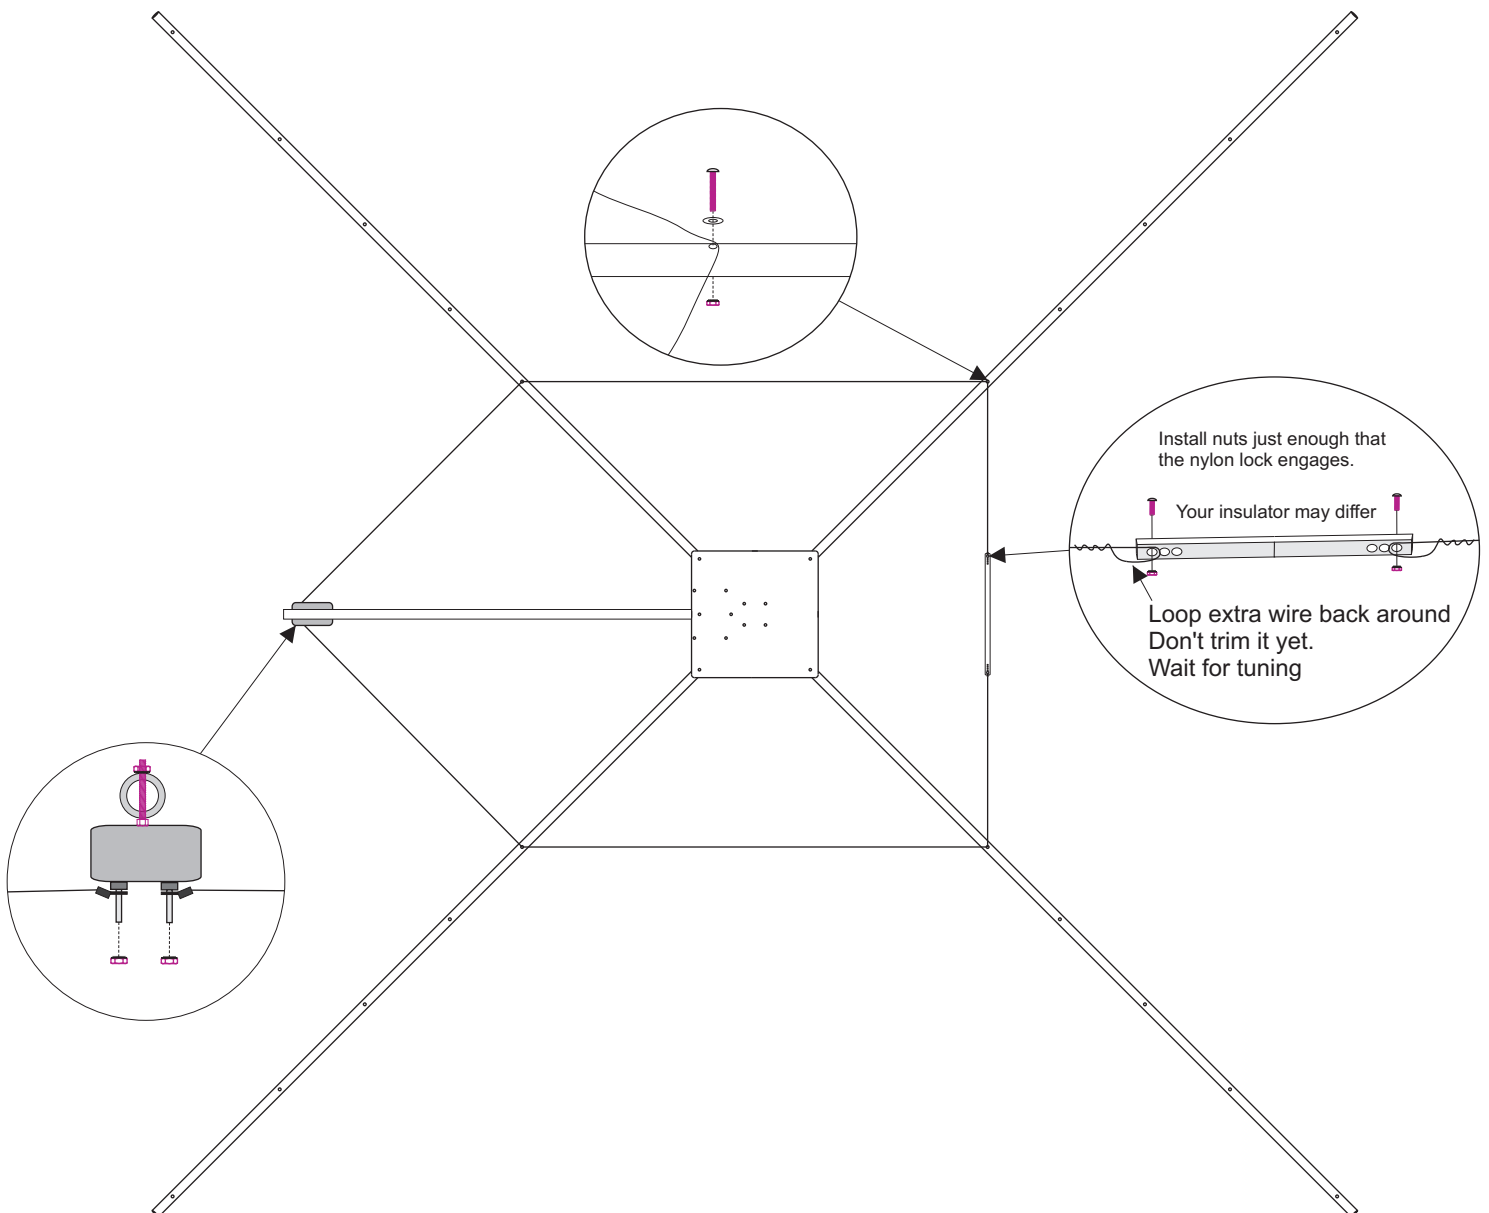 Install nuts just enough that
the nylon lock engages.
Your insulator may differ
Loop extra wire back around
Don't trim it yet.
Wait for tuning